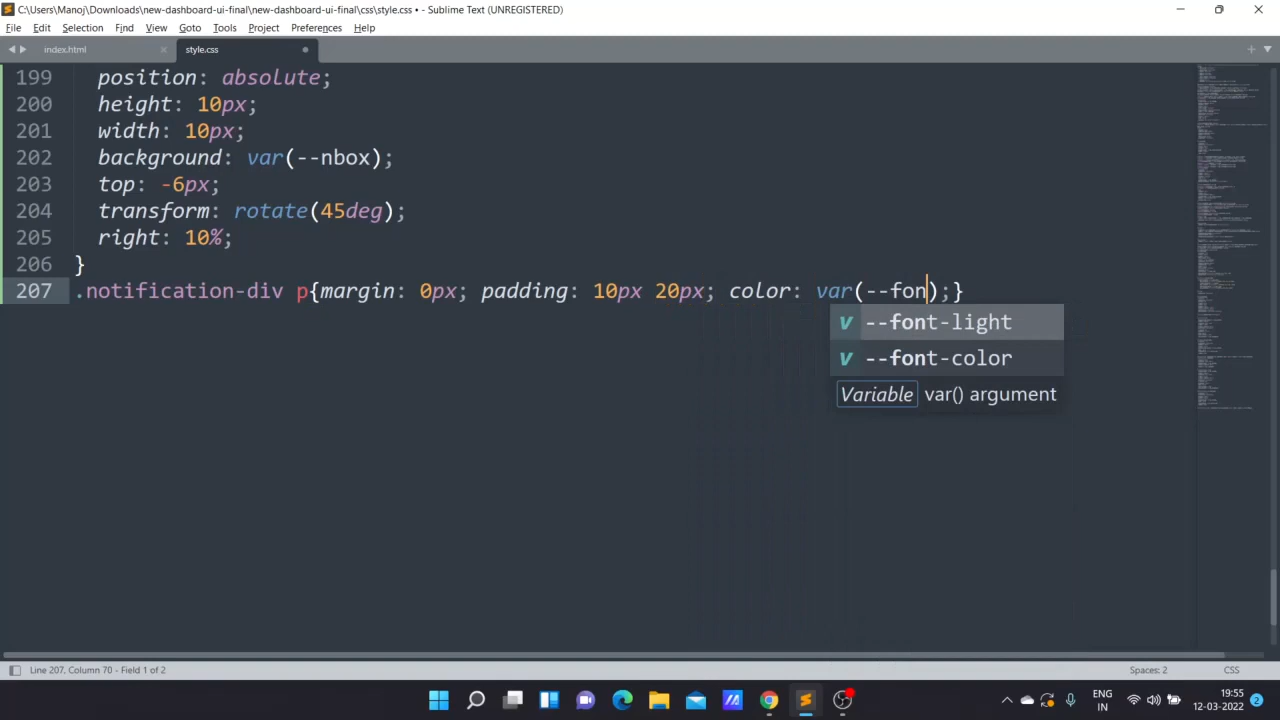 C:\Users\Manoj\Downloads\new-dashboard-ui-final\new-dashboard-ui-final\css\style.css • - Sublime Text (UNREGISTERED)
File Edit Selection Find View Goto Tools Project Preferences Help
index.html style.css
199 position: absolute;
200 height: 10px;
201 width: 10px;
202 background: var(--nbox);
203 top: -6px;
204 transform: rotate(45deg);
205 right: 10%;
206 }
207 .notification-div p{margin: 0px; padding: 10px 20px; color: var(--fon);}
v --font-light
v --font-color
Variable var() argument
Line 207, Column 70 - Field 1 of 2 Spaces: 2 CSS
ENG 19:55
IN 12-03-2022 2